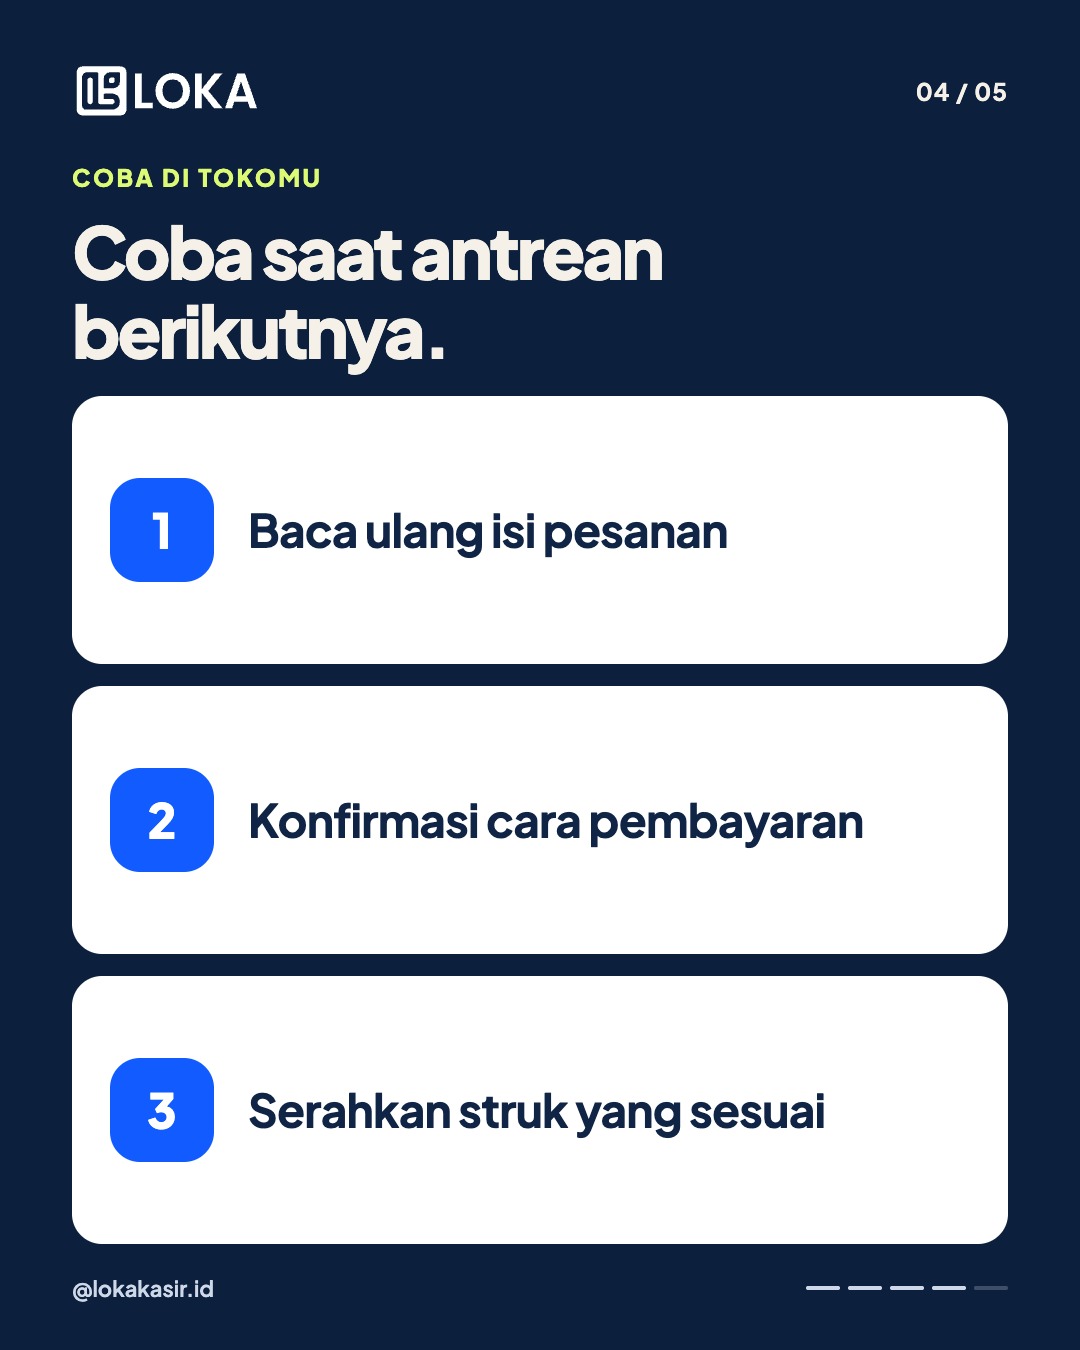 LOKA
04 / 05
COBA DI TOKOMU
Coba saat antrean
berikutnya.
1
Baca ulang isi pesanan
2
Konfirmasi cara pembayaran
3
Serahkan struk yang sesuai
@lokakasir.id